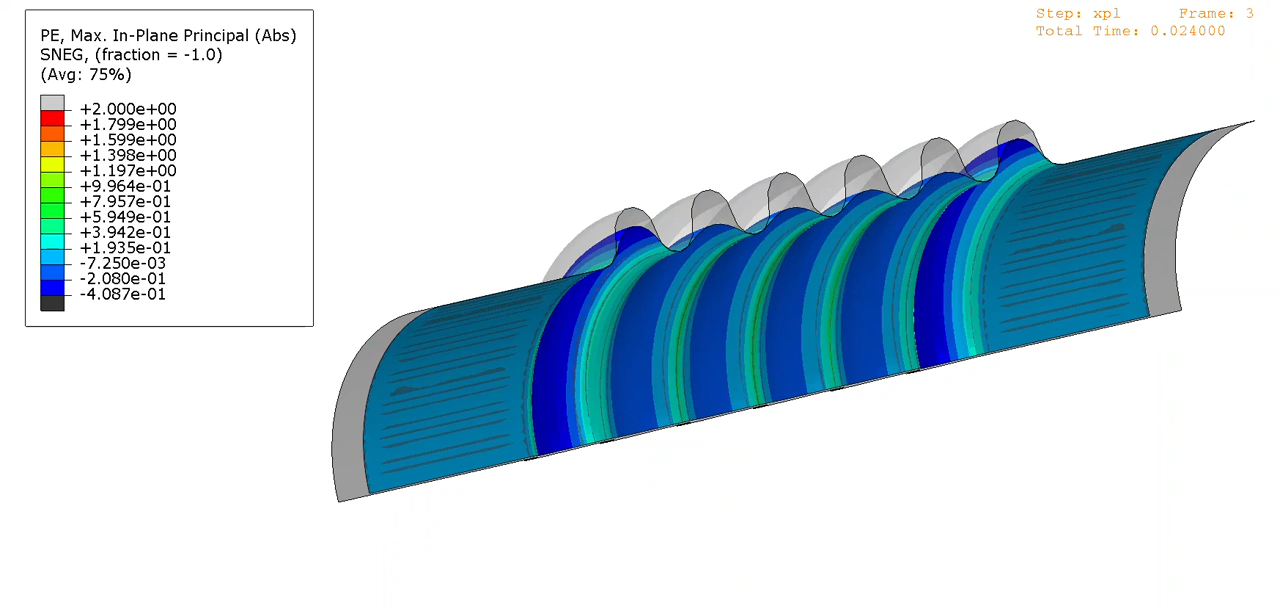 PE, Max. In-Plane Principal (Abs)
SNEG, (fraction = -1.0)
(Avg: 75%)
+2.000e+00
+1.799e+00
+1.599e+00
+1.398e+00
+1.197e+00
+9.964e-01
+7.957e-01
+5.949e-01
+3.942e-01
+1.935e-01
-7.250e-03
-2.080e-01
-4.087e-01
Step: xpl Frame: 3
Total Time: 0.024000